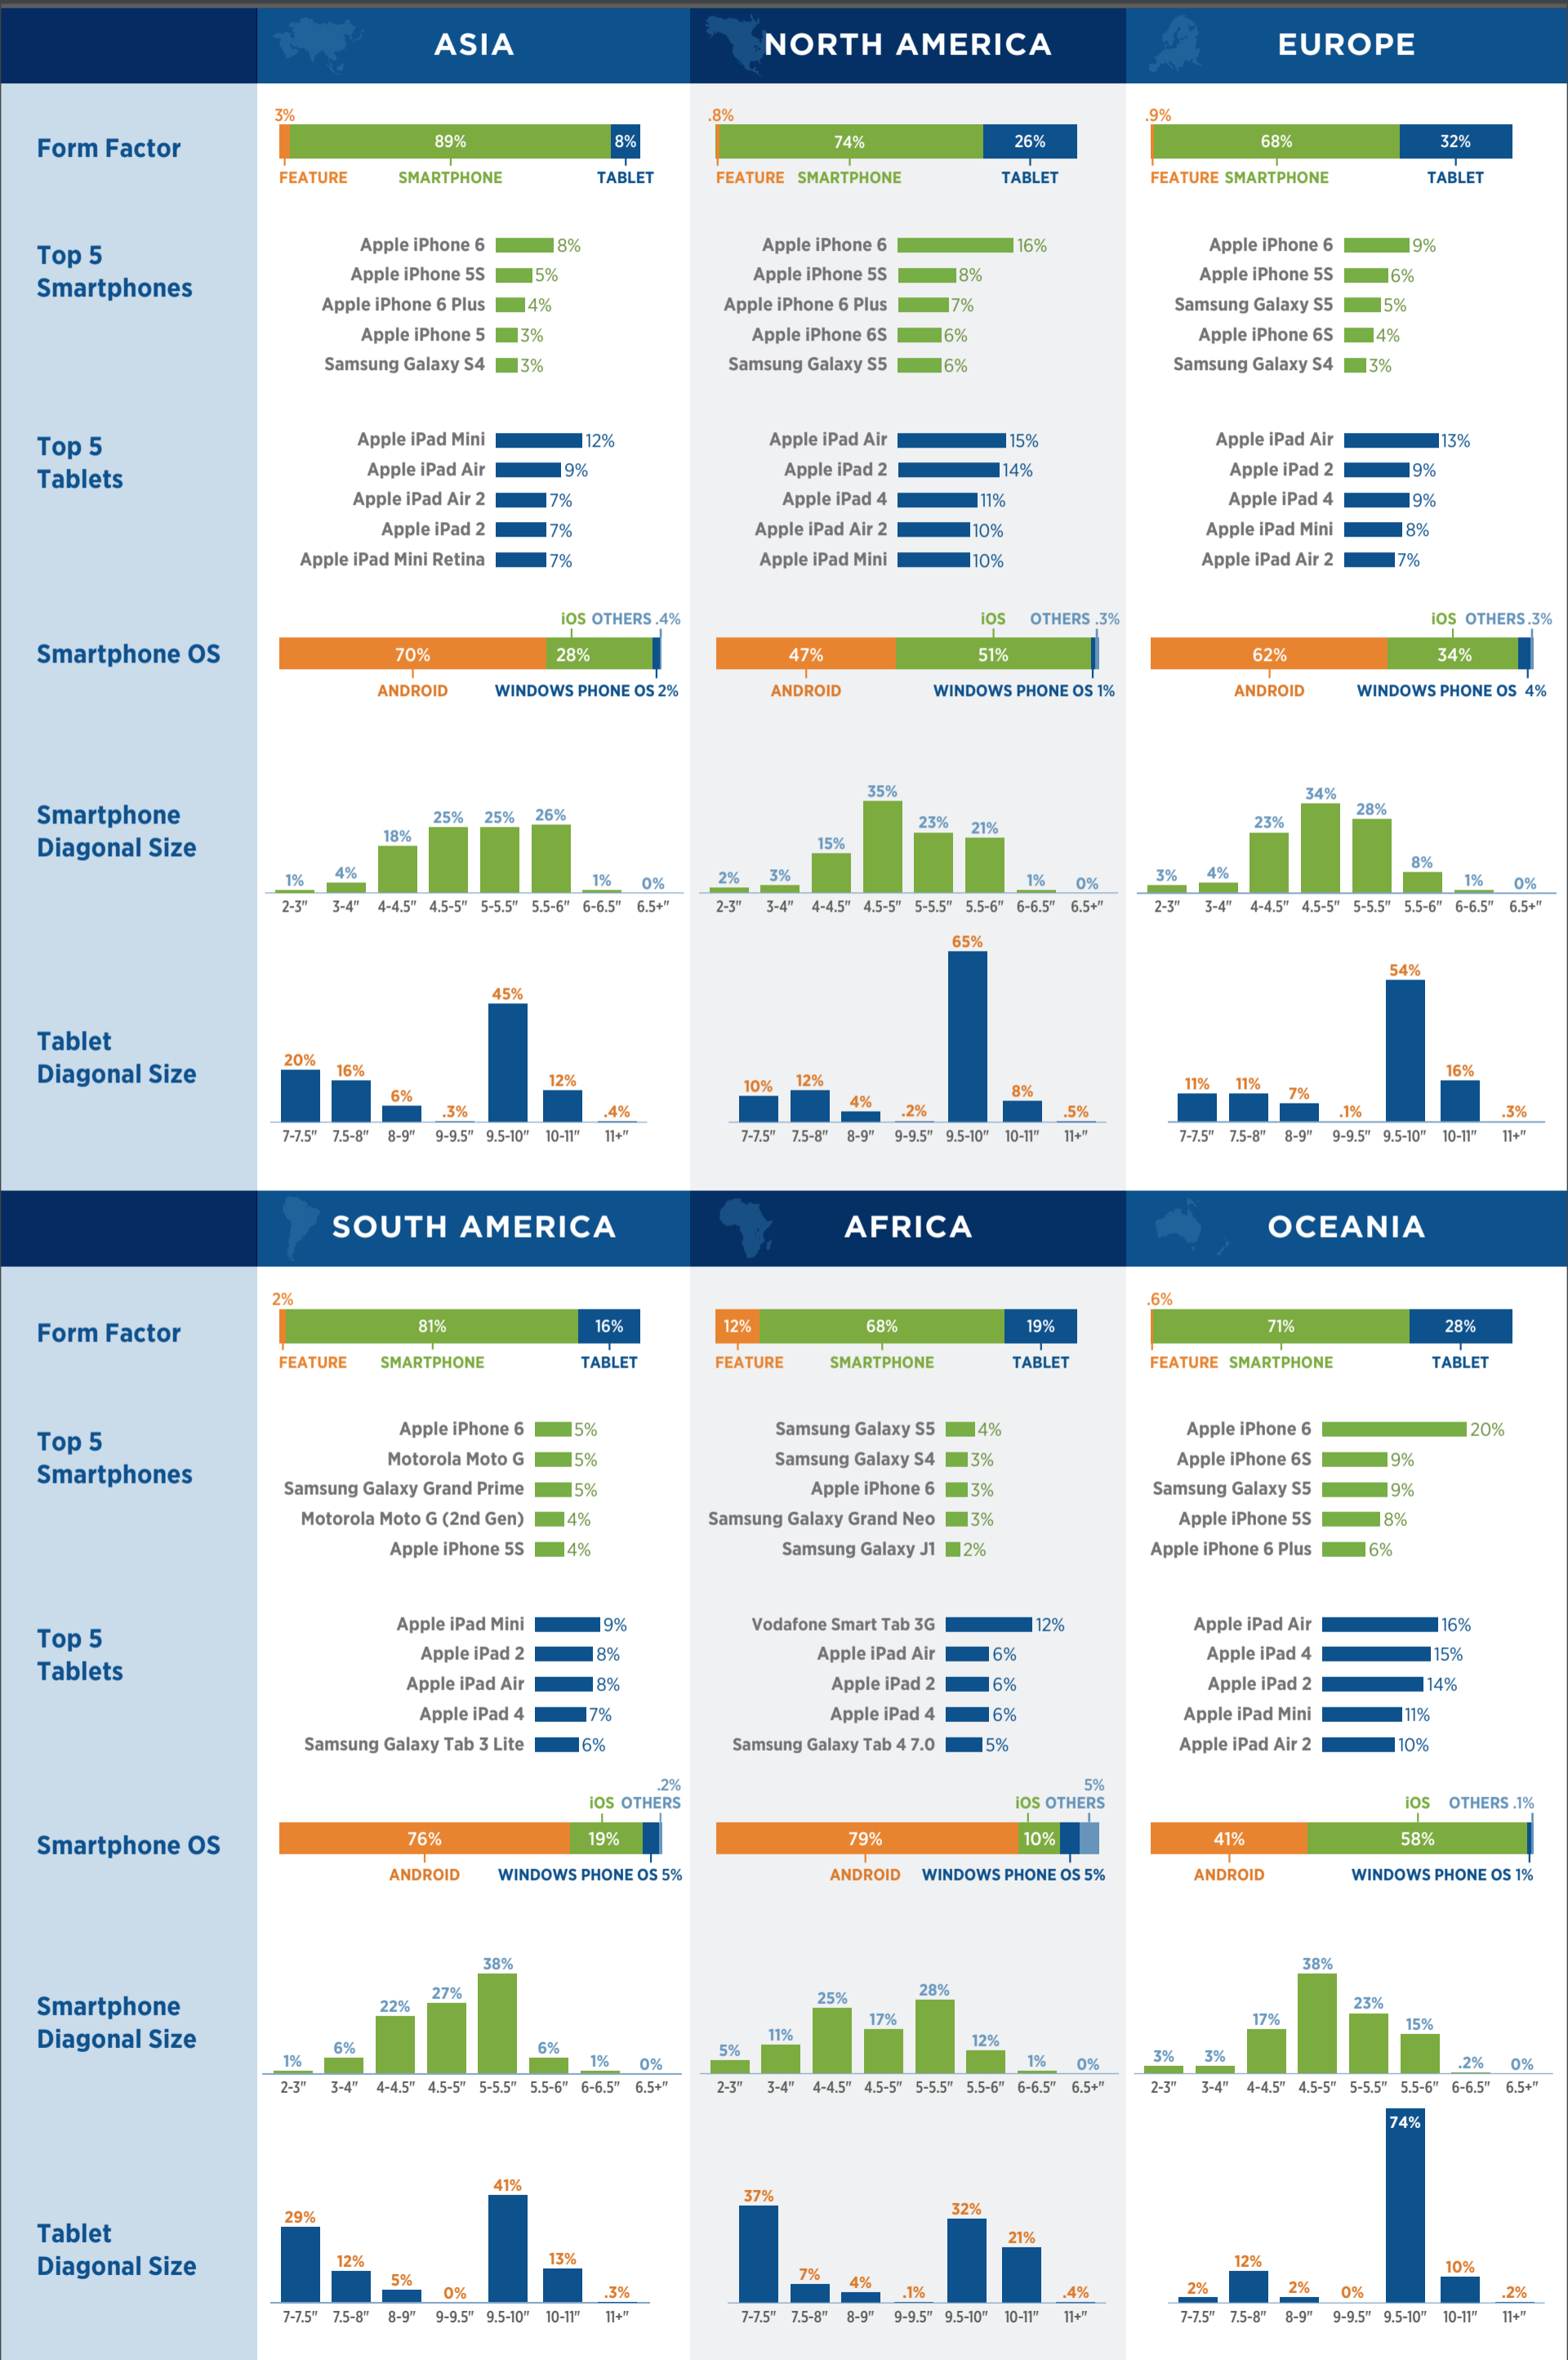 ASIA
NORTH AMERICA
EUROPE
Form Factor
3%
89%
8%
FEATURE SMARTPHONE TABLET
.8%
74%
26%
FEATURE SMARTPHONE TABLET
.9%
68%
32%
FEATURE SMARTPHONE TABLET
Top 5
Smartphones
Apple iPhone 6 8%
Apple iPhone 5S 5%
Apple iPhone 6 Plus 4%
Apple iPhone 5 3%
Samsung Galaxy S4 3%
Apple iPhone 6 16%
Apple iPhone 5S 8%
Apple iPhone 6 Plus 7%
Apple iPhone 6S 6%
Samsung Galaxy S5 6%
Apple iPhone 6 9%
Apple iPhone 5S 6%
Samsung Galaxy S5 5%
Apple iPhone 6S 4%
Samsung Galaxy S4 3%
Top 5
Tablets
Apple iPad Mini 12%
Apple iPad Air 9%
Apple iPad Air 2 7%
Apple iPad 2 7%
Apple iPad Mini Retina 7%
Apple iPad Air 15%
Apple iPad 2 14%
Apple iPad 4 11%
Apple iPad Air 2 10%
Apple iPad Mini 10%
Apple iPad Air 13%
Apple iPad 2 9%
Apple iPad 4 9%
Apple iPad Mini 8%
Apple iPad Air 2 7%
Smartphone OS
iOS OTHERS .4%
70% 28%
ANDROID WINDOWS PHONE OS 2%
iOS OTHERS .3%
47% 51%
ANDROID WINDOWS PHONE OS 1%
iOS OTHERS .3%
62% 34%
ANDROID WINDOWS PHONE OS 4%
Smartphone
Diagonal Size
1% 4% 18% 25% 25% 26% 1% 0%
2-3" 3-4" 4-4.5" 4.5-5" 5-5.5" 5.5-6" 6-6.5" 6.5+"
2% 3% 15% 35% 23% 21% 1% 0%
2-3" 3-4" 4-4.5" 4.5-5" 5-5.5" 5.5-6" 6-6.5" 6.5+"
3% 4% 23% 34% 28% 8% 1% 0%
2-3" 3-4" 4-4.5" 4.5-5" 5-5.5" 5.5-6" 6-6.5" 6.5+"
Tablet
Diagonal Size
20% 16% 6% .3% 45% 12% .4%
7-7.5" 7.5-8" 8-9" 9-9.5" 9.5-10" 10-11" 11+"
10% 12% 4% .2% 65% 8% .5%
7-7.5" 7.5-8" 8-9" 9-9.5" 9.5-10" 10-11" 11+"
11% 11% 7% .1% 54% 16% .3%
7-7.5" 7.5-8" 8-9" 9-9.5" 9.5-10" 10-11" 11+"
SOUTH AMERICA
AFRICA
OCEANIA
Form Factor
2%
81%
16%
FEATURE SMARTPHONE TABLET
12%
68%
19%
FEATURE SMARTPHONE TABLET
.6%
71%
28%
FEATURE SMARTPHONE TABLET
Top 5
Smartphones
Apple iPhone 6 5%
Motorola Moto G 5%
Samsung Galaxy Grand Prime 5%
Motorola Moto G (2nd Gen) 4%
Apple iPhone 5S 4%
Samsung Galaxy S5 4%
Samsung Galaxy S4 3%
Apple iPhone 6 3%
Samsung Galaxy Grand Neo 3%
Samsung Galaxy J1 2%
Apple iPhone 6 20%
Apple iPhone 6S 9%
Samsung Galaxy S5 9%
Apple iPhone 5S 8%
Apple iPhone 6 Plus 6%
Top 5
Tablets
Apple iPad Mini 9%
Apple iPad 2 8%
Apple iPad Air 8%
Apple iPad 4 7%
Samsung Galaxy Tab 3 Lite 6%
Vodafone Smart Tab 3G 12%
Apple iPad Air 6%
Apple iPad 2 6%
Apple iPad 4 6%
Samsung Galaxy Tab 4 7.0 5%
Apple iPad Air 16%
Apple iPad 4 15%
Apple iPad 2 14%
Apple iPad Mini 11%
Apple iPad Air 2 10%
Smartphone OS
.2%
iOS OTHERS
76% 19%
ANDROID WINDOWS PHONE OS 5%
5%
iOS OTHERS
79% 10%
ANDROID WINDOWS PHONE OS 5%
iOS OTHERS .1%
41% 58%
ANDROID WINDOWS PHONE OS 1%
Smartphone
Diagonal Size
1% 6% 22% 27% 38% 6% 1% 0%
2-3" 3-4" 4-4.5" 4.5-5" 5-5.5" 5.5-6" 6-6.5" 6.5+"
5% 11% 25% 17% 28% 12% 1% 0%
2-3" 3-4" 4-4.5" 4.5-5" 5-5.5" 5.5-6" 6-6.5" 6.5+"
3% 3% 17% 38% 23% 15% .2% 0%
2-3" 3-4" 4-4.5" 4.5-5" 5-5.5" 5.5-6" 6-6.5" 6.5+"
Tablet
Diagonal Size
29% 12% 5% 0% 41% 13% .3%
7-7.5" 7.5-8" 8-9" 9-9.5" 9.5-10" 10-11" 11+"
37% 7% 4% .1% 32% 21% .4%
7-7.5" 7.5-8" 8-9" 9-9.5" 9.5-10" 10-11" 11+"
2% 12% 2% 0% 74% 10% .2%
7-7.5" 7.5-8" 8-9" 9-9.5" 9.5-10" 10-11" 11+"